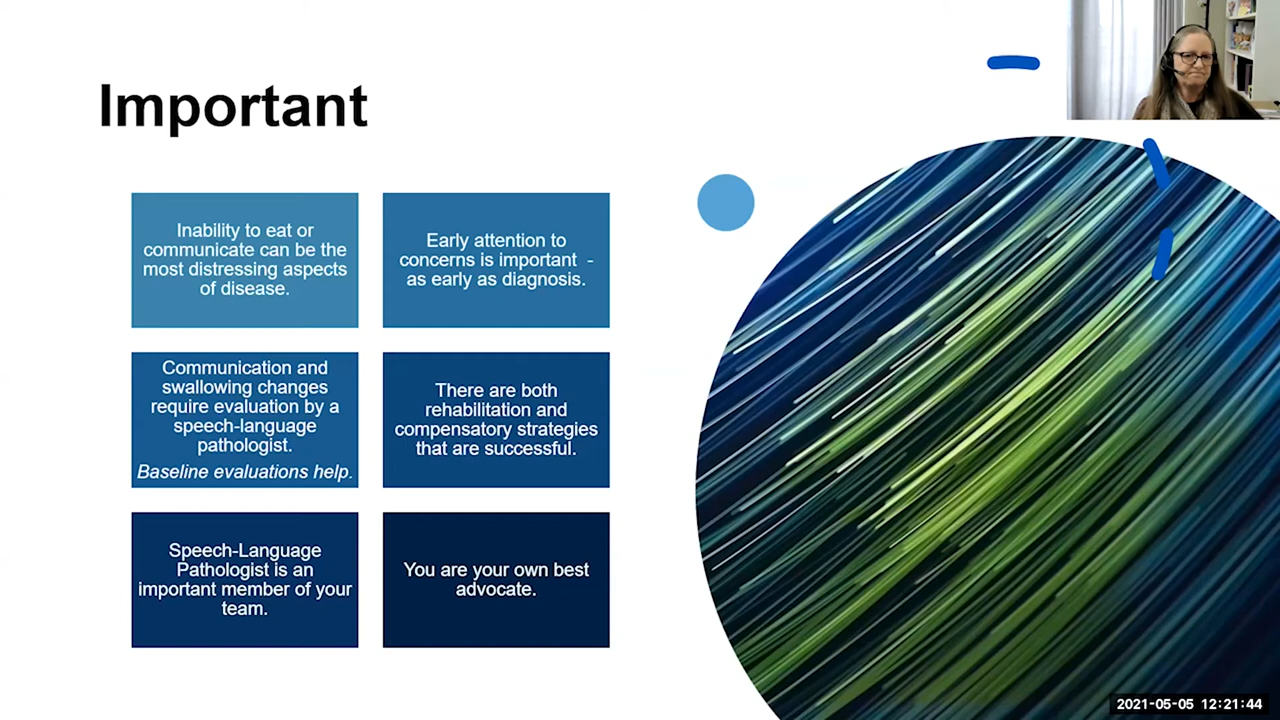 Important
Inability to eat or
communicate can be the
most distressing aspects
of disease.
Early attention to
concerns is important -
as early as diagnosis.
Communication and
swallowing changes
require evaluation by a
speech-language
pathologist.
Baseline evaluations help.
There are both
rehabilitation and
compensatory strategies
that are successful.
Speech-Language
Pathologist is an
important member of your
team.
You are your own best
advocate.
2021-05-05 12:21:44